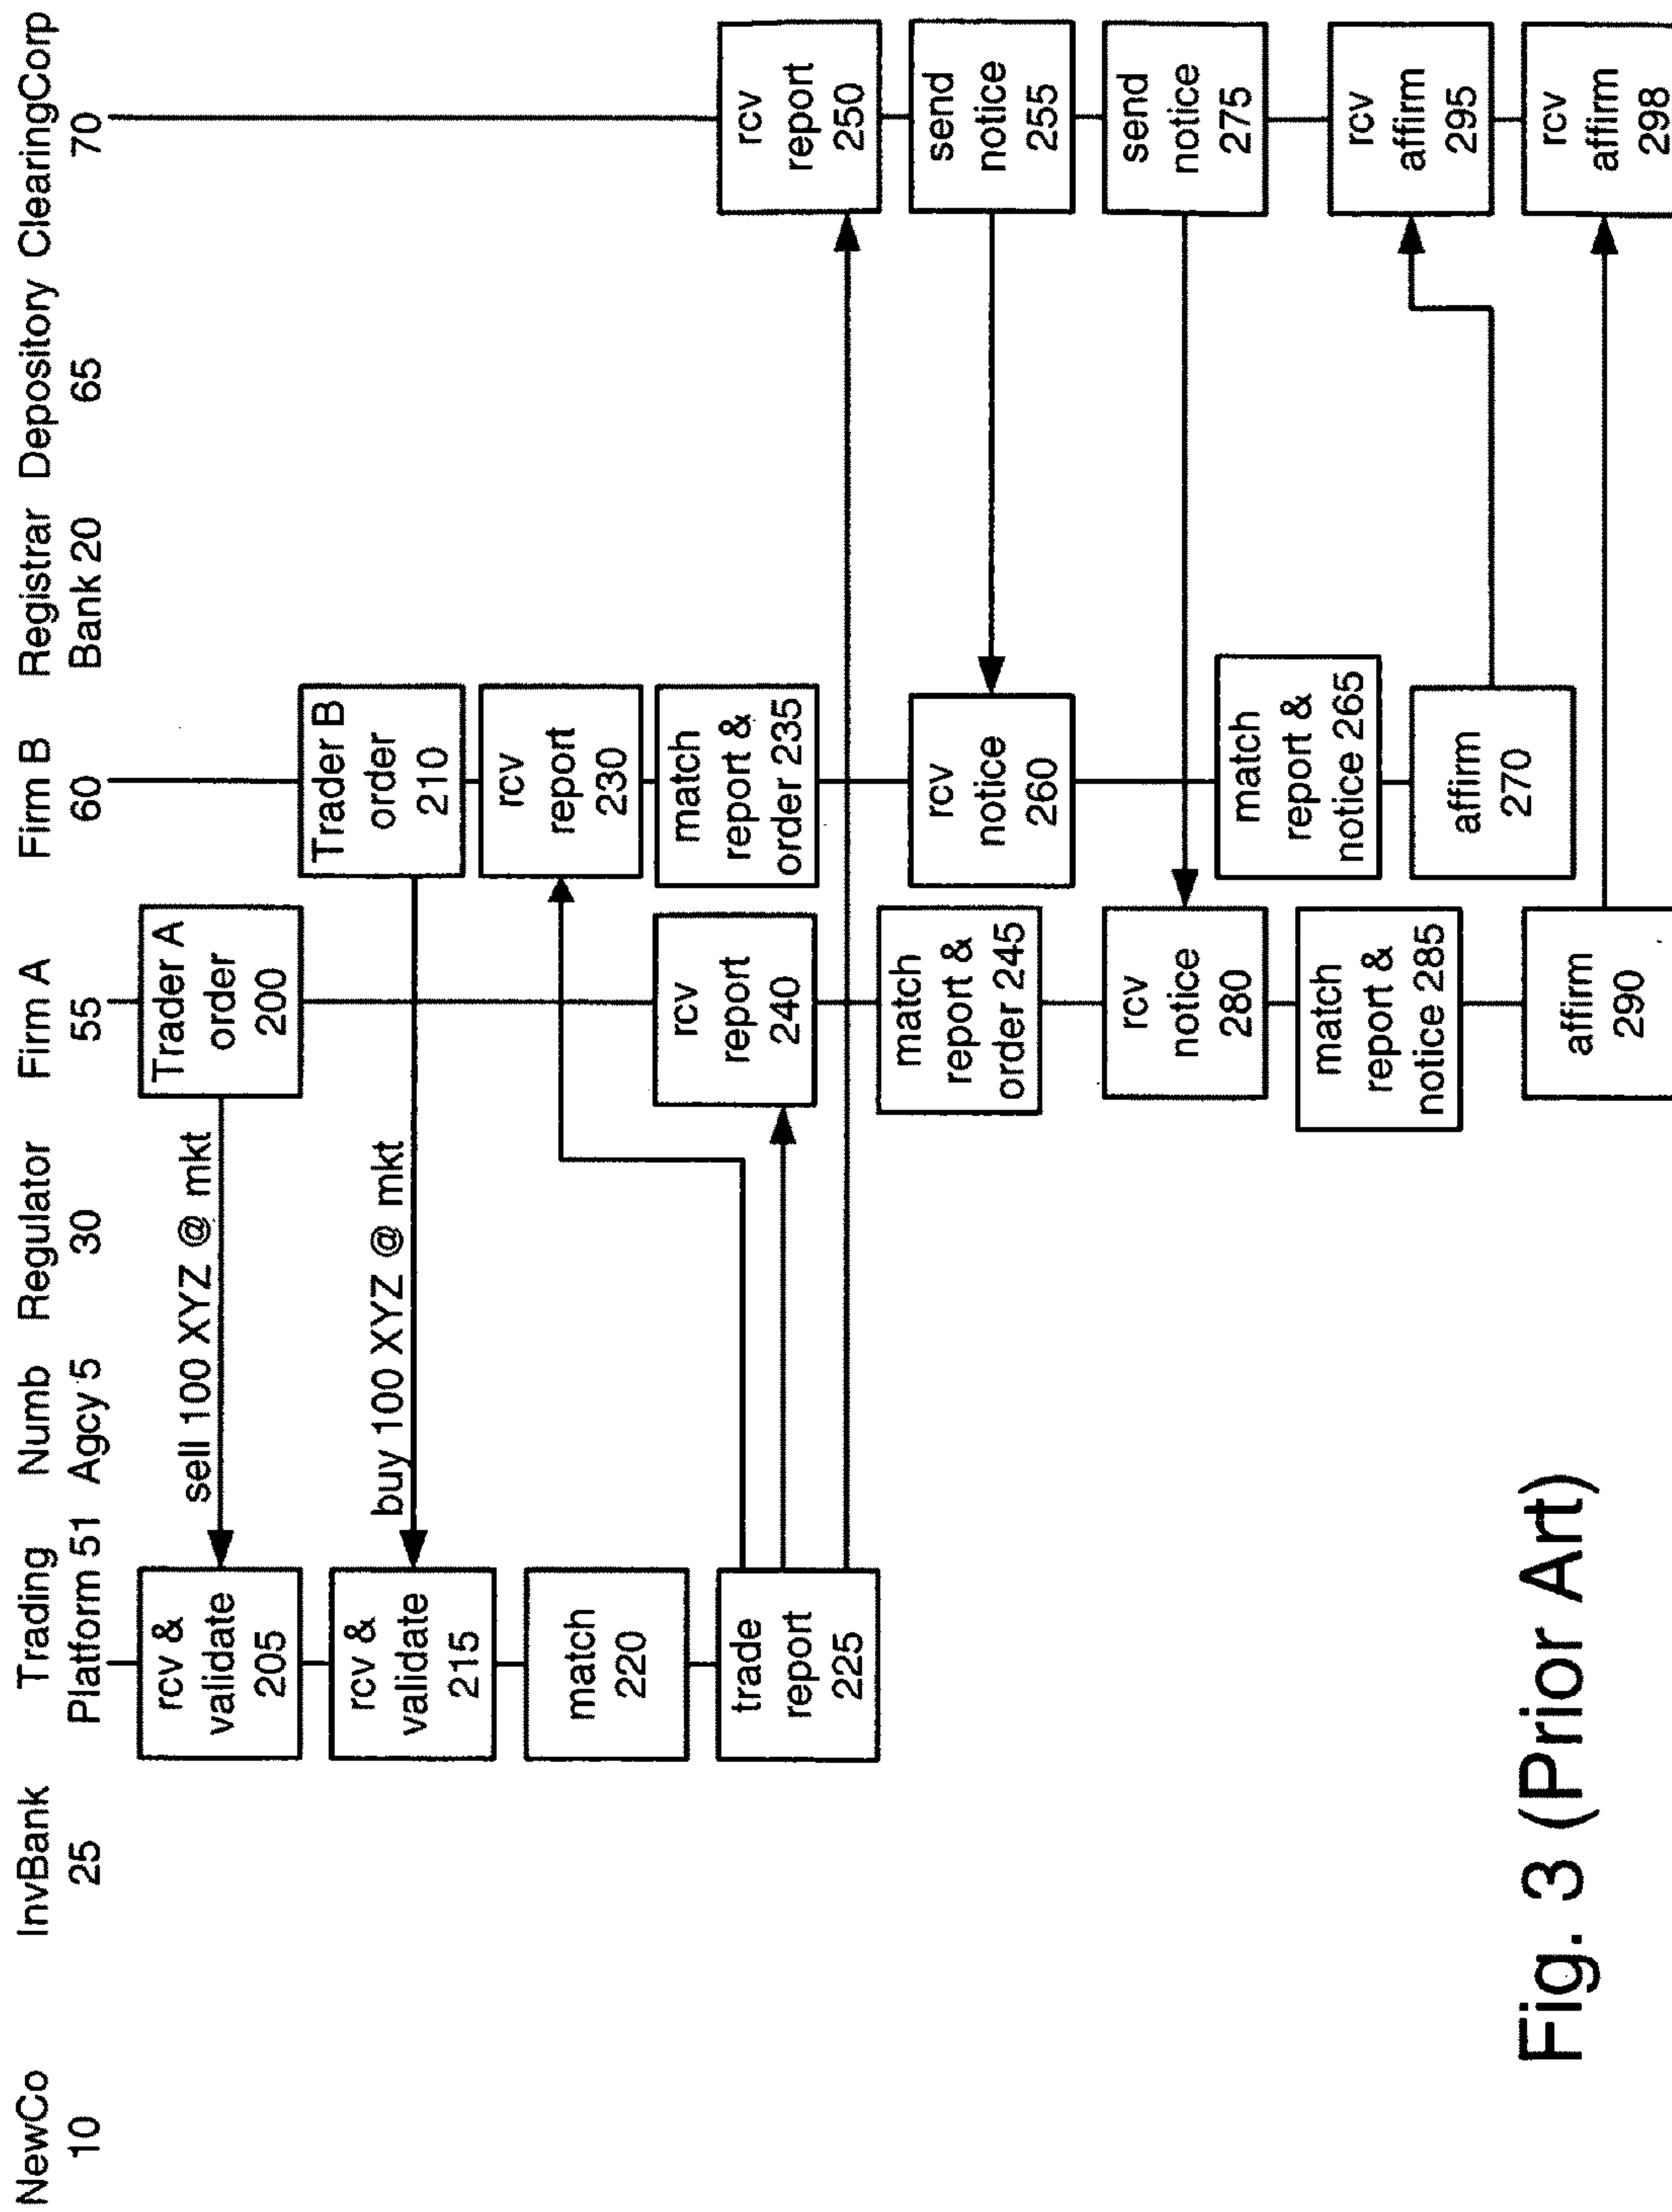 NewCo
10
InvBank
25
Trading
Platform 51
Numb
Agcy 5
Regulator
30
Firm A
55
Firm B
60
Registrar
Bank 20
Depository
65
ClearingCorp
70
Trader A
order
200
sell 100 XYZ @ mkt
rcv &
validate
205
Trader B
order
210
buy 100 XYZ @ mkt
rcv &
validate
215
match
220
trade
report
225
rcv
report
230
match
report &
order 235
rcv
report
240
match
report &
order 245
rcv
report
250
send
notice
255
rcv
notice
260
match
report &
notice 265
affirm
270
send
notice
275
rcv
notice
280
match
report &
notice 285
affirm
290
rcv
affirm
295
rcv
affirm
298
Fig. 3 (Prior Art)